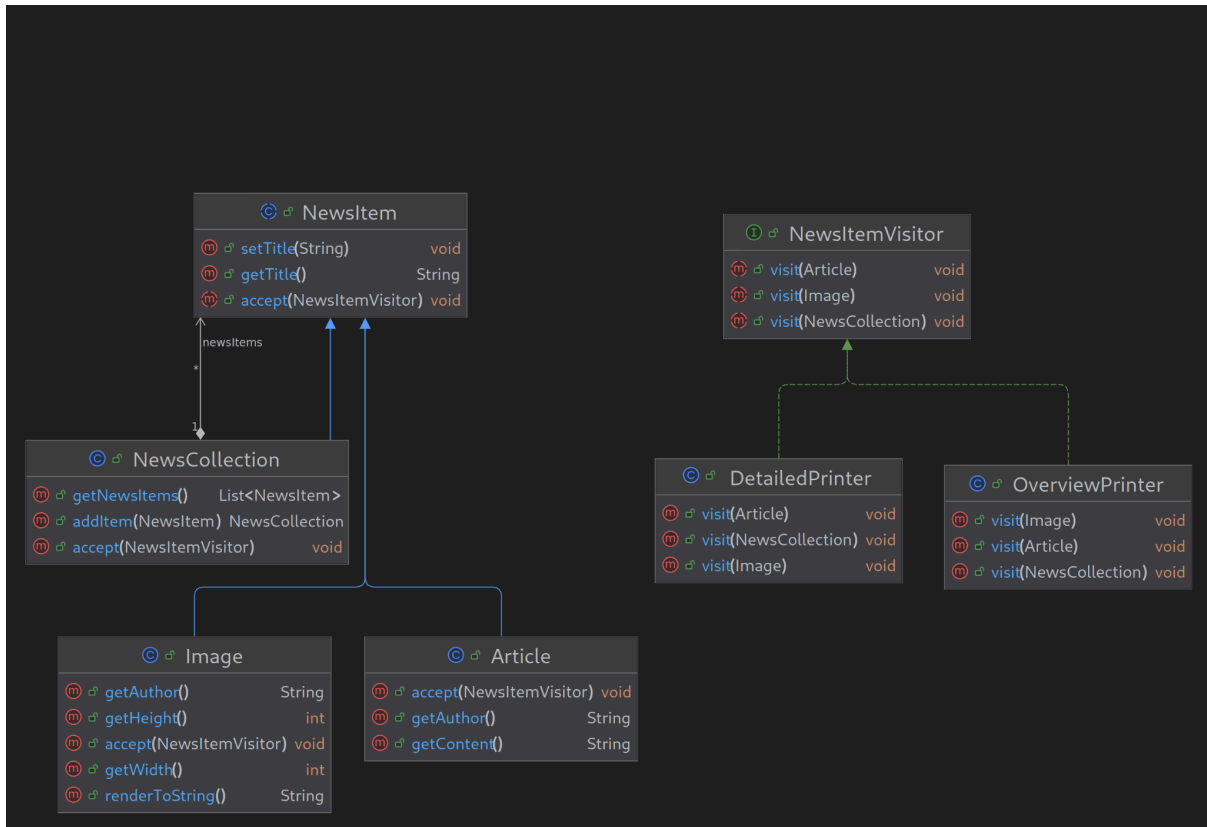 NewsItem
setTitle(String) void
getTitle() String
accept(NewsItemVisitor) void
newsItems
*
1
NewsCollection
getNewsItems() List<NewsItem>
addItem(NewsItem) NewsCollection
accept(NewsItemVisitor) void
Image
getAuthor() String
getHeight() int
accept(NewsItemVisitor) void
getWidth() int
renderToString() String
Article
accept(NewsItemVisitor) void
getAuthor() String
getContent() String
NewsItemVisitor
visit(Article) void
visit(Image) void
visit(NewsCollection) void
DetailedPrinter
visit(Article) void
visit(NewsCollection) void
visit(Image) void
OverviewPrinter
visit(Image) void
visit(Article) void
visit(NewsCollection) void